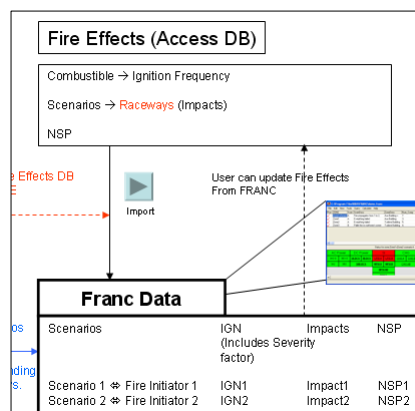 Fire Effects (Access DB)
Combustible → Ignition Frequency
Scenarios → Raceways (Impacts)
NSP
Effects DB
User can update Fire Effects
From FRANC
Import
Franc Data
Scenarios IGN Impacts NSP
(Includes Severity
factor)
Scenario 1 ⇔ Fire Initiator 1 IGN1 Impact1 NSP1
Scenario 2 ⇔ Fire Initiator 2 IGN2 Impact2 NSP2